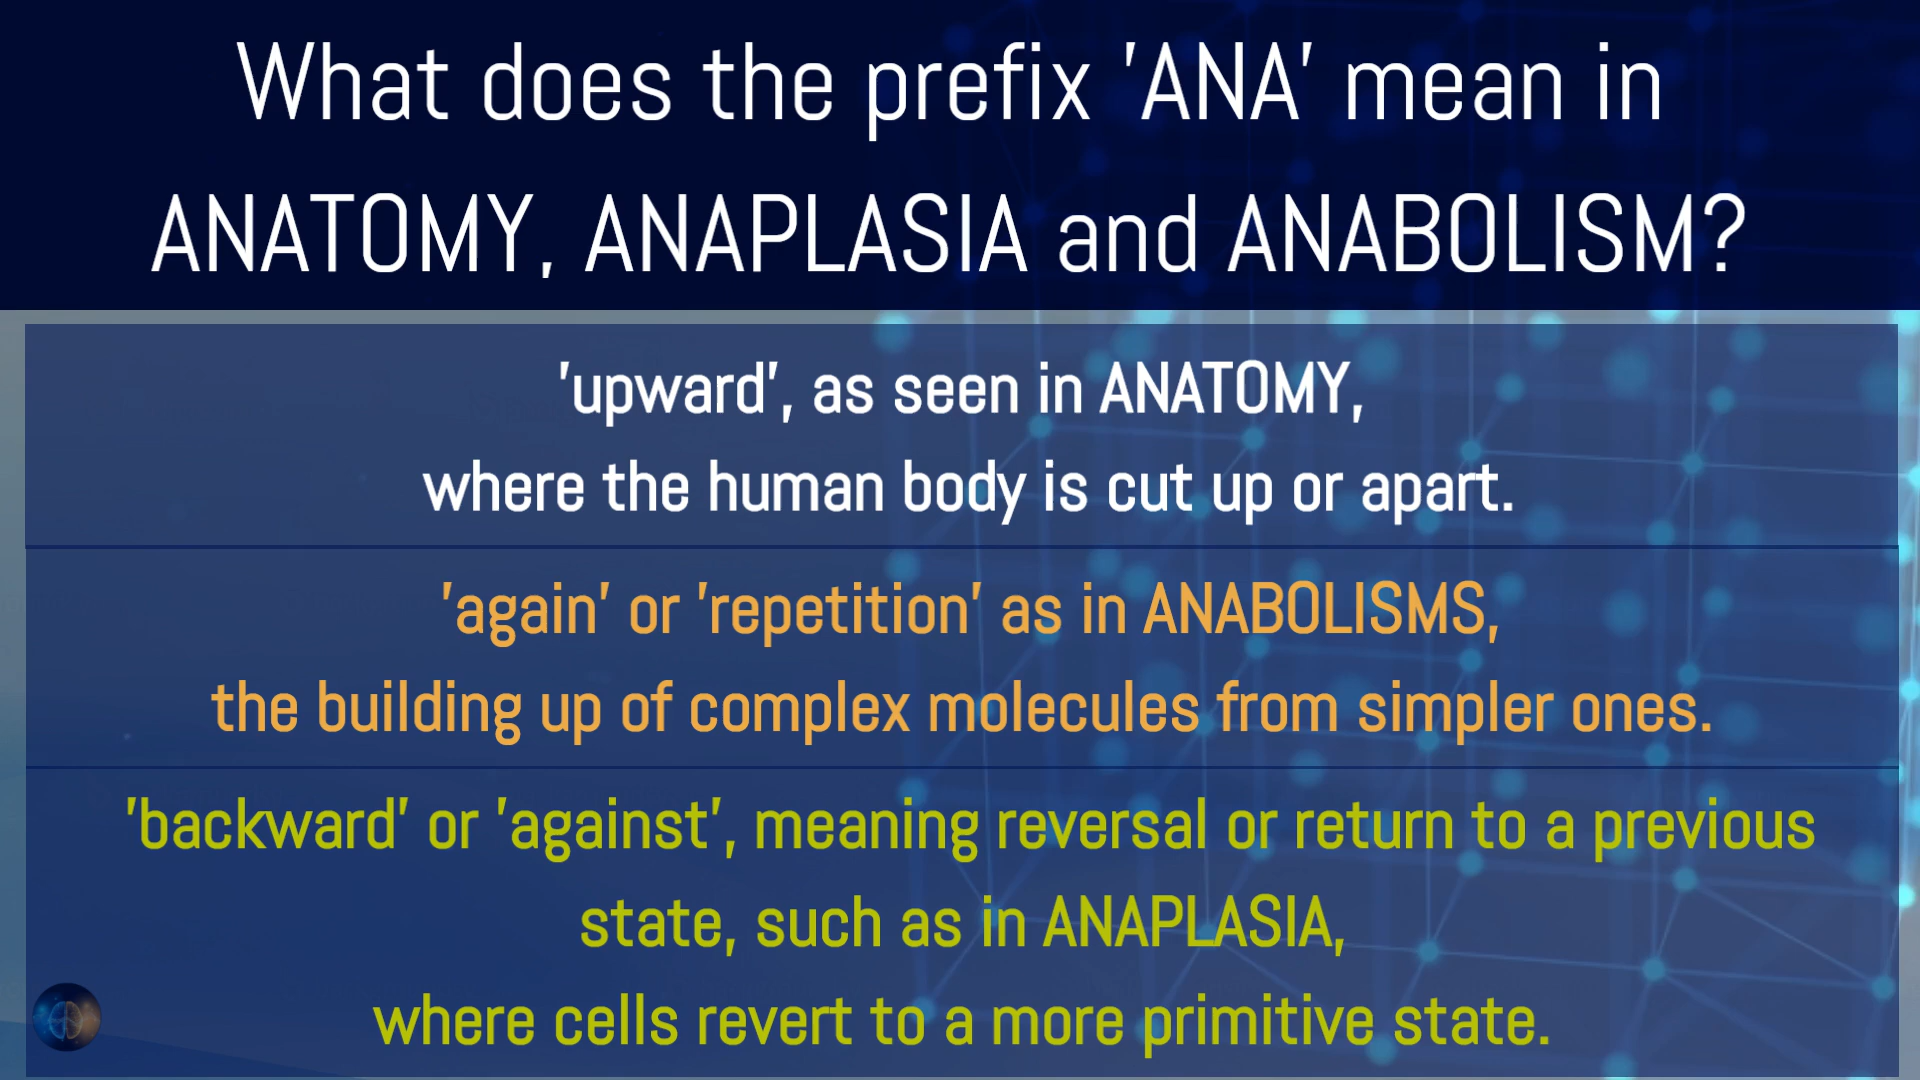 What does the prefix 'ANA' mean in
ANATOMY, ANAPLASIA and ANABOLISM?
'upward', as seen in ANATOMY,
where the human body is cut up or apart.
'again' or 'repetition' as in ANABOLISMS,
the building up of complex molecules from simpler ones.
'backward' or 'against', meaning reversal or return to a previous
state, such as in ANAPLASIA,
where cells revert to a more primitive state.